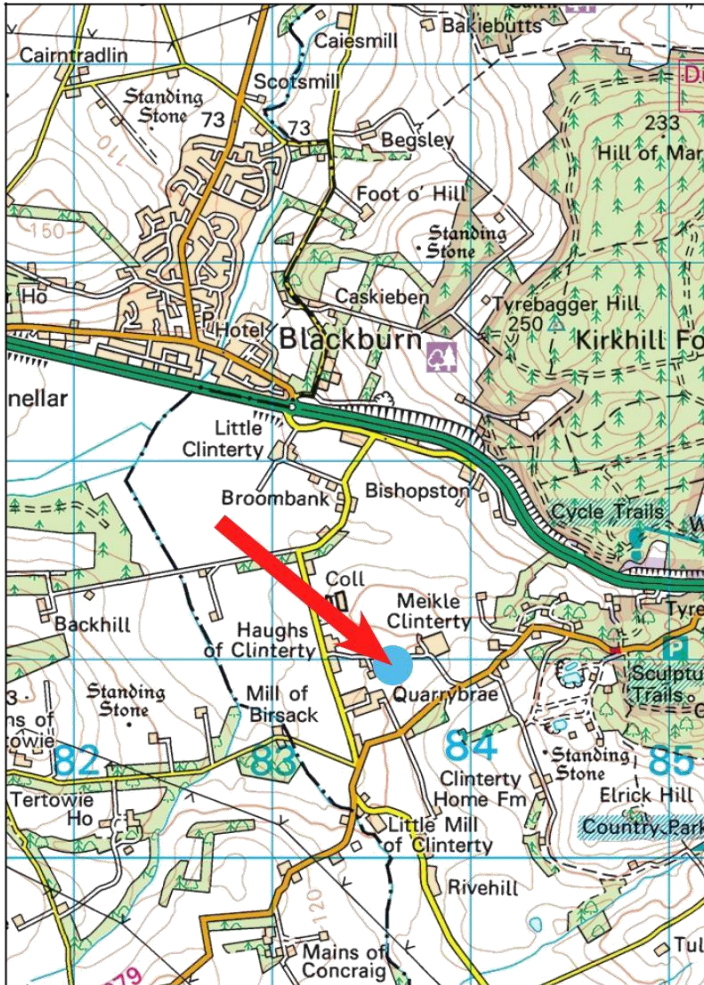 Bakiebutts
Caiesmill
Cairntradlin
Scotsmill
Standing
Stone
73
73
Begsley
233
Hill of Mar
110
Foot o' Hill
150
Standing
Stone
r Ho
Caskieben
Tyrebagger Hill
250
Hotel
Blackburn
Kirkhill Fo
nellar
Little
Clinterty
Broombank
Bishopston
Cycle Trails
W
Coll
Backhill
Haughs
of Clinterty
Meikle
Clinterty
Tyre
P
Quarrybrae
Sculptu
Trails
3
Standing
Stone
Mill of
Birsack
ns of
towie
82
83
84
85
Standing
Stone
Clinterty
Home Fm
Elrick Hill
Tertowie
Ho
Little Mill
of Clinterty
Country Park
Rivehill
120
Mains of
Concraig
Tul
979